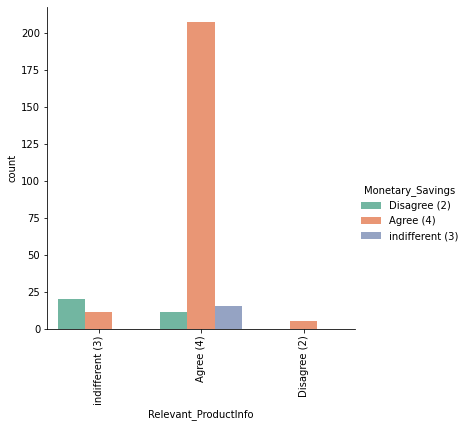 200
175
150
125
100
75
50
25
0
count
indifferent (3)
Agree (4)
Disagree (2)
Relevant_ProductInfo
Monetary_Savings
Disagree (2)
Agree (4)
indifferent (3)